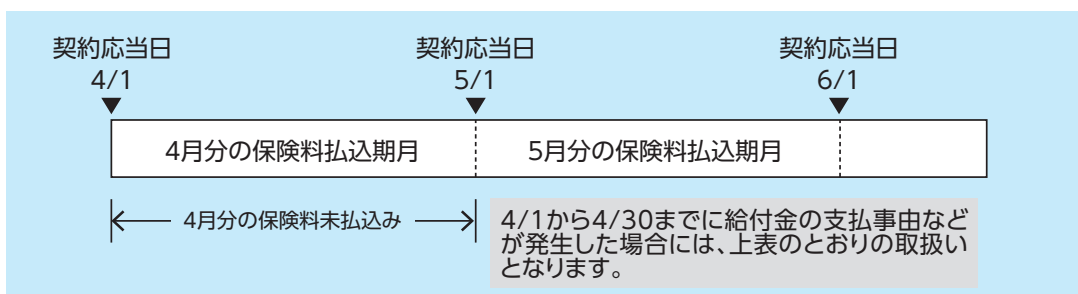 契約応当日 契約応当日 契約応当日
4/1 5/1 6/1
4月分の保険料払込期月 5月分の保険料払込期月
4月分の保険料未払込み
4/1から4/30までに給付金の支払事由など
が発生した場合には、上表のとおりの取扱い
となります。